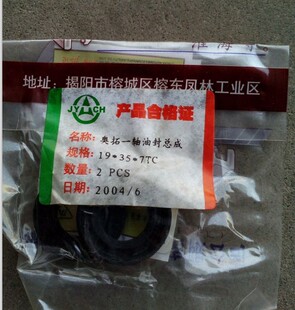 地址:揭阳市榕城区榕东凤林工业区
JY CH
产品合格证
名称:奥拓一轴油封总成
规格:19*35*7TC
数量:2 PCS
日期:2004/6